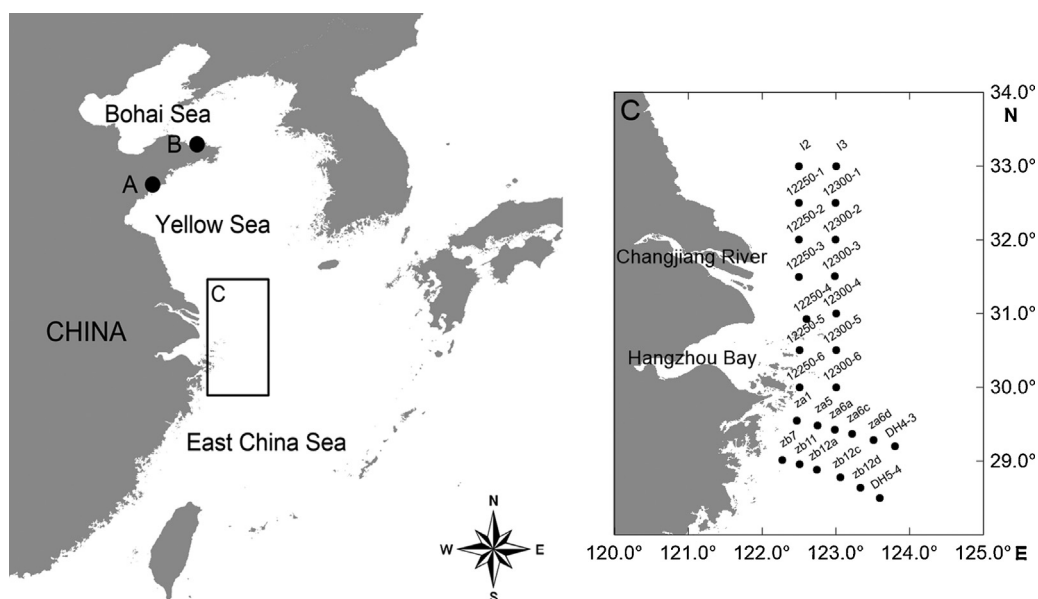 Bohai Sea
B
A
Yellow Sea
C
CHINA
East China Sea
N
W
E
S
C
34.0°
N
33.0°
32.0°
31.0°
30.0°
29.0°
28.0°
120.0° 121.0° 122.0° 123.0° 124.0° 125.0° E
Changjiang River
Hangzhou Bay
I2 I3
12250-1 12300-1
12250-2 12300-2
12250-3 12300-3
12250-4 12300-4
12250-5 12300-5
12250-6 12300-6
za1 za5 za6a za6c za6d DH4-3
zb7 zb11 zb12a zb12c zb12d DH5-4